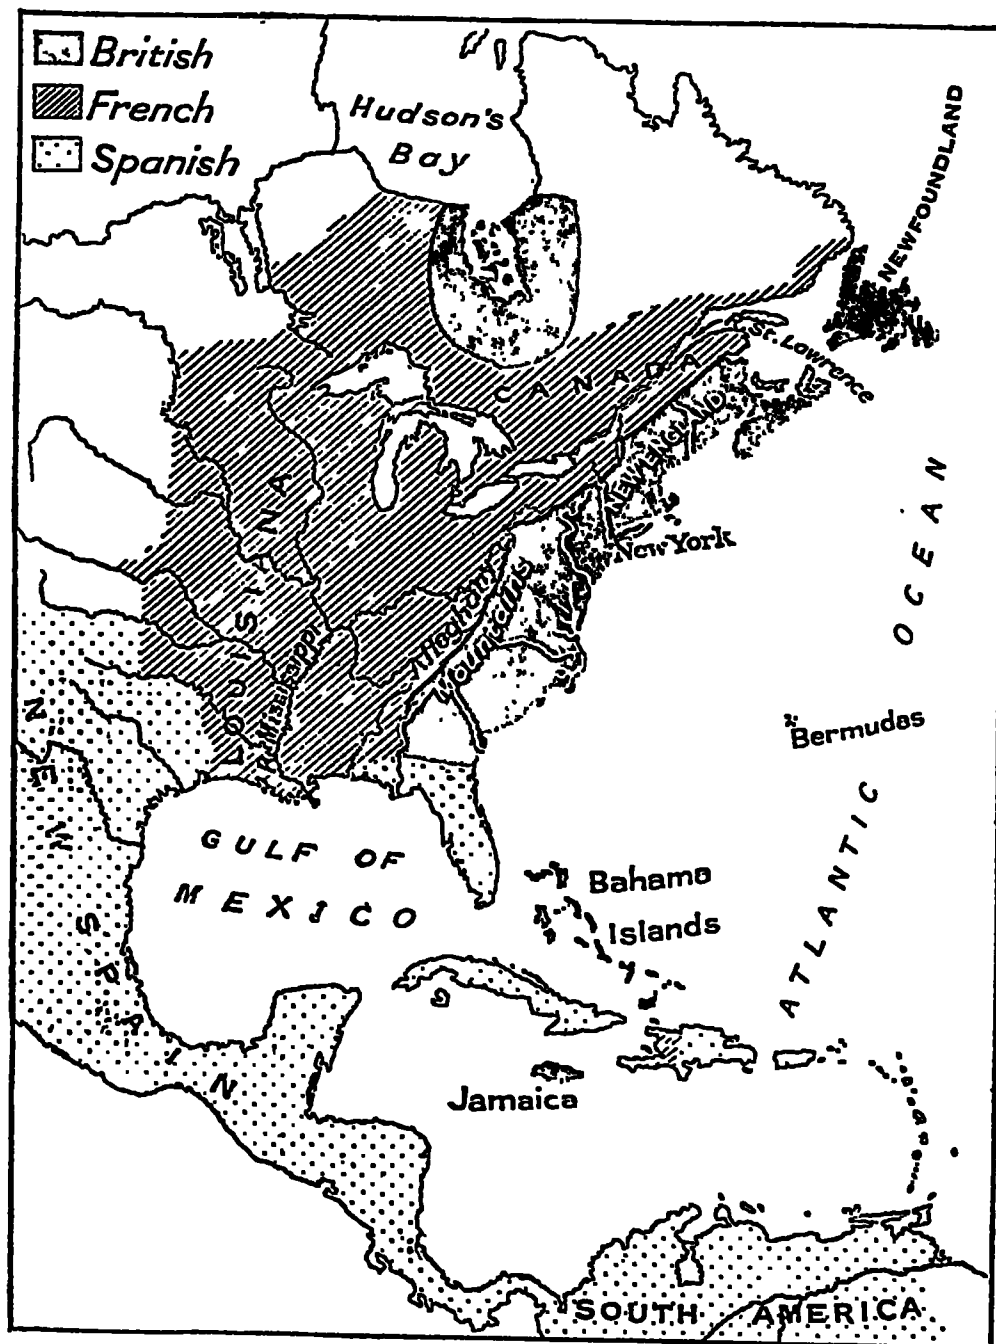 British
French
Spanish
Hudson's
Bay
NEWFOUNDLAND
St. Lawrence
CANADA
NEW ENGLAND
New York
Alleghany
Mountains
LOUISIANA
R. Mississippi
ATLANTIC OCEAN
Bermudas
GULF OF
MEXICO
Bahama
Islands
Jamaica
NEW SPAIN
SOUTH AMERICA